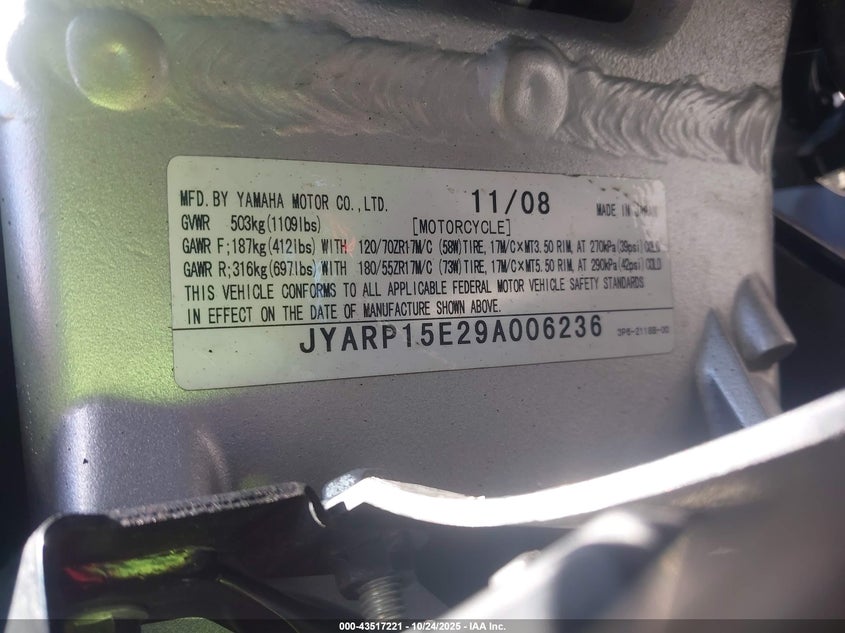 MFD. BY YAMAHA MOTOR CO., LTD. 11/08 MADE IN JAPAN
GVWR 503kg(1109lbs) [MOTORCYCLE]
GAWR F;187kg(412lbs) WITH 120/70ZR17M/C (58W)TIRE, 17M/C×MT3.50 RIM, AT 270kPa(39psi)COLD
GAWR R;316kg(697lbs) WITH 180/55ZR17M/C (73W)TIRE, 17M/C×MT5.50 RIM, AT 290kPa(42psi)COLD
THIS VEHICLE CONFORMS TO ALL APPLICABLE FEDERAL MOTOR VEHICLE SAFETY STANDARDS
IN EFFECT ON THE DATE OF MANUFACTURE SHOWN ABOVE.
JYARP15E29A006236 3P6-2118B-00
000-43517221 - 10/24/2025 - IAA Inc.